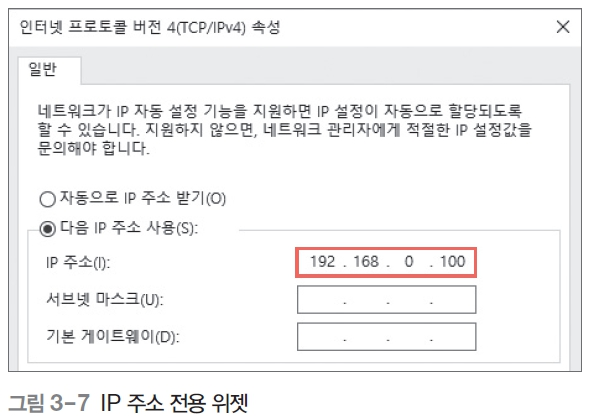 인터넷 프로토콜 버전 4(TCP/IPv4) 속성
일반
네트워크가 IP 자동 설정 기능을 지원하면 IP 설정이 자동으로 할당되도록
할 수 있습니다. 지원하지 않으면, 네트워크 관리자에게 적절한 IP 설정값을
문의해야 합니다.
자동으로 IP 주소 받기(O)
다음 IP 주소 사용(S):
IP 주소(I): 192 . 168 . 0 . 100
서브넷 마스크(U): . . .
기본 게이트웨이(D): . . .
그림 3-7 IP 주소 전용 위젯